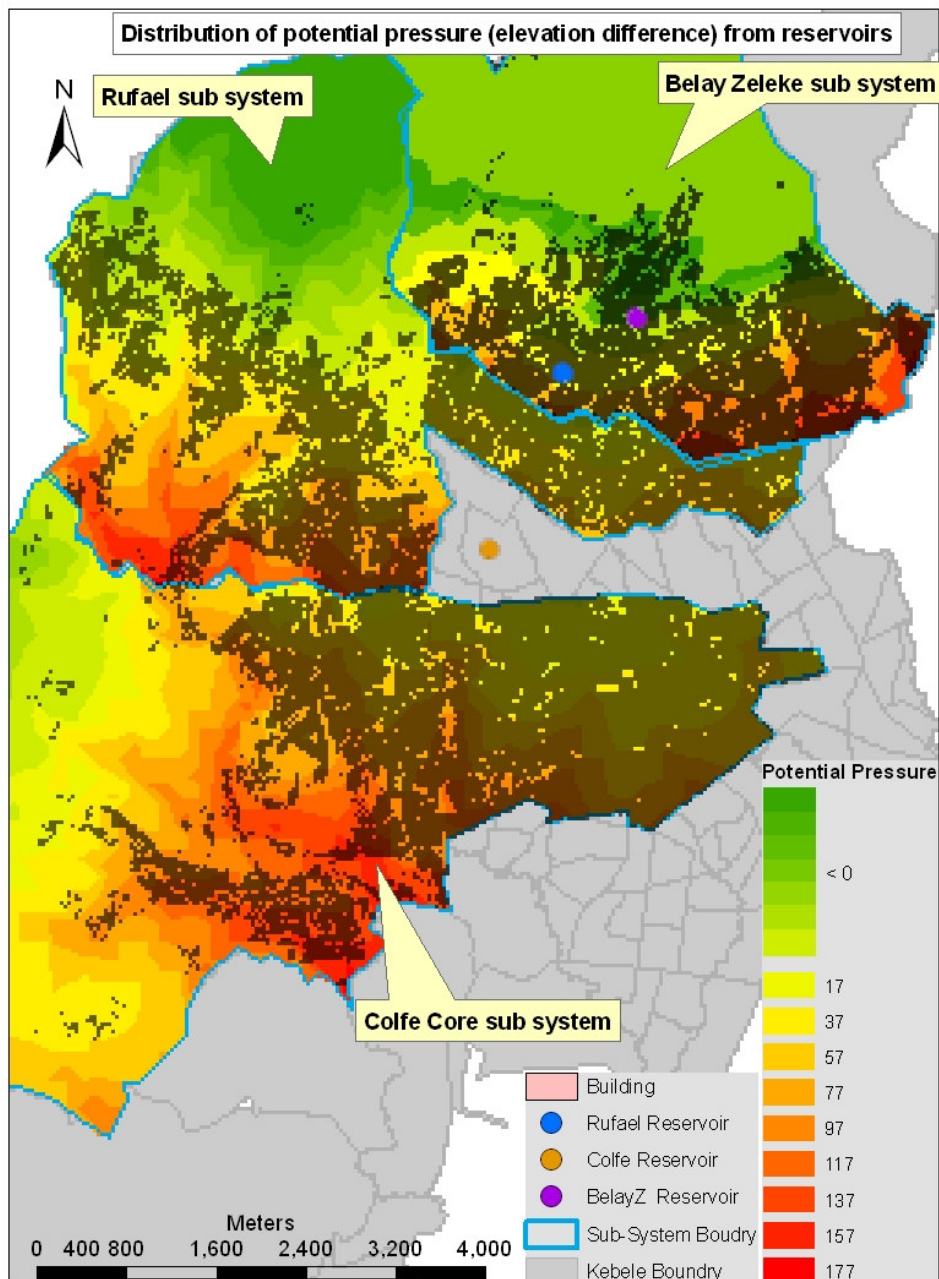 Distribution of potential pressure (elevation difference) from reservoirs
Rufael sub system
Belay Zeleke sub system
N
Colfe Core sub system
Potential Pressure
< 0
17
37
57
77
97
117
137
157
177
Building
Rufael Reservoir
Colfe Reservoir
BelayZ Reservoir
Sub-System Boudry
Kebele Boundry
Meters
0 400 800 1,600 2,400 3,200 4,000